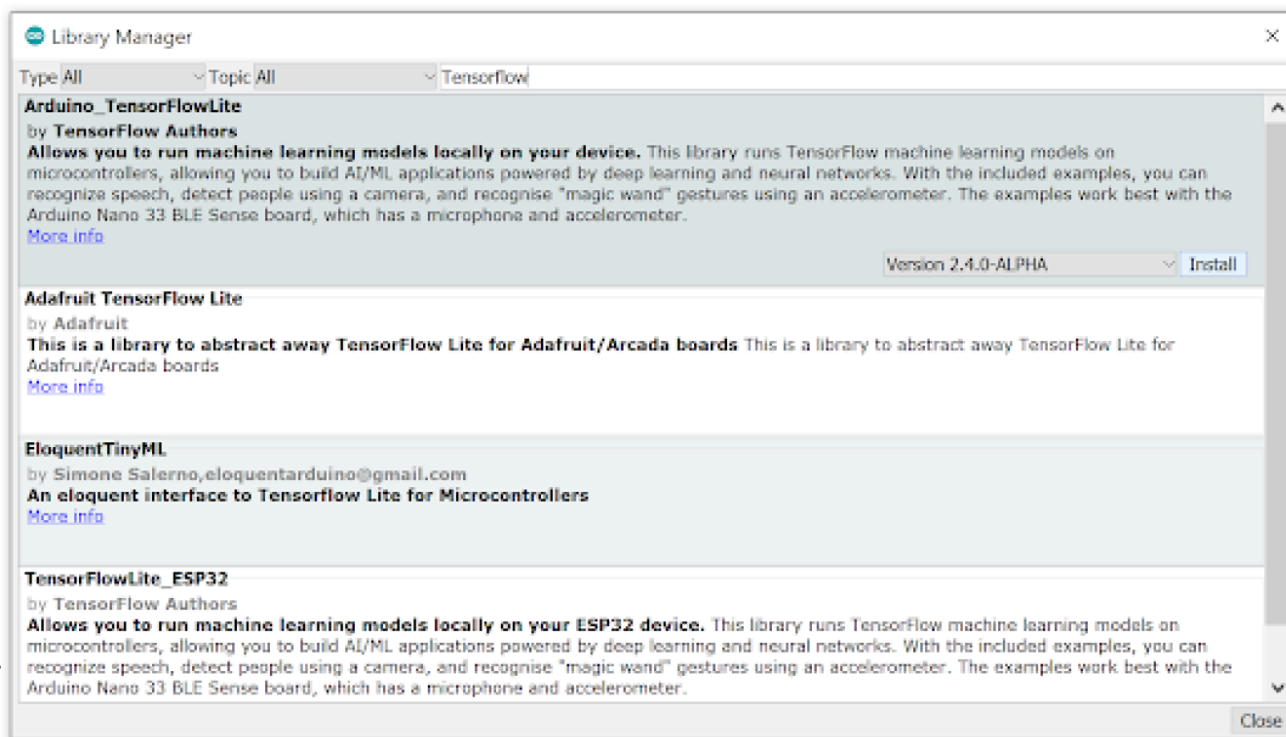 Library Manager
Type All Topic All Tensorflow
Arduino_TensorFlowLite
by TensorFlow Authors
Allows you to run machine learning models locally on your device. This library runs TensorFlow machine learning models on
microcontrollers, allowing you to build AI/ML applications powered by deep learning and neural networks. With the included examples, you can
recognize speech, detect people using a camera, and recognise "magic wand" gestures using an accelerometer. The examples work best with the
Arduino Nano 33 BLE Sense board, which has a microphone and accelerometer.
More info
Version 2.4.0-ALPHA Install
Adafruit TensorFlow Lite
by Adafruit
This is a library to abstract away TensorFlow Lite for Adafruit/Arcada boards This is a library to abstract away TensorFlow Lite for
Adafruit/Arcada boards
More info
EloquentTinyML
by Simone Salerno,eloquentarduino@gmail.com
An eloquent interface to Tensorflow Lite for Microcontrollers
More info
TensorFlowLite_ESP32
by TensorFlow Authors
Allows you to run machine learning models locally on your ESP32 device. This library runs TensorFlow machine learning models on
microcontrollers, allowing you to build AI/ML applications powered by deep learning and neural networks. With the included examples, you can
recognize speech, detect people using a camera, and recognise "magic wand" gestures using an accelerometer. The examples work best with the
Arduino Nano 33 BLE Sense board, which has a microphone and accelerometer.
Close